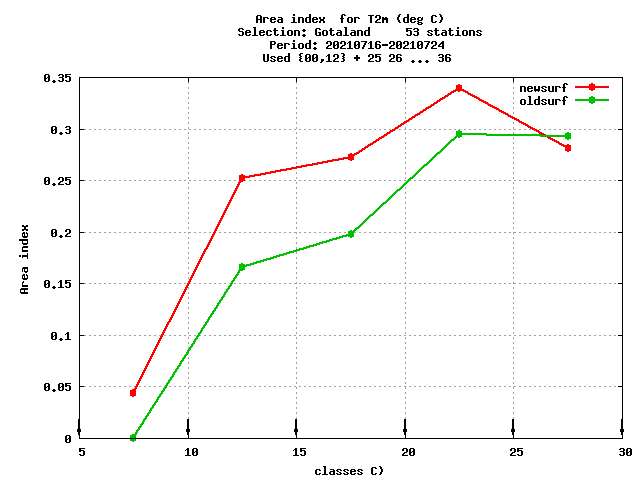 Area index  for T2m (deg C)
Selection: Gotaland     53 stations
Period: 20210716-20210724
Used {00,12} + 25 26 ... 36
0.35
0.3
0.25
0.2
0.15
0.1
0.05
0
Area index
newsurf
oldsurf
5 10 15 20 25 30
classes C)